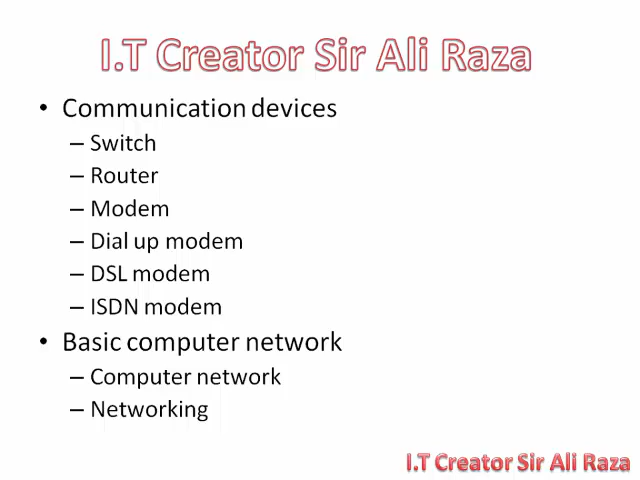 I.T Creator Sir Ali Raza
• Communication devices
– Switch
– Router
– Modem
– Dial up modem
– DSL modem
– ISDN modem
• Basic computer network
– Computer network
– Networking
I.T Creator Sir Ali Raza